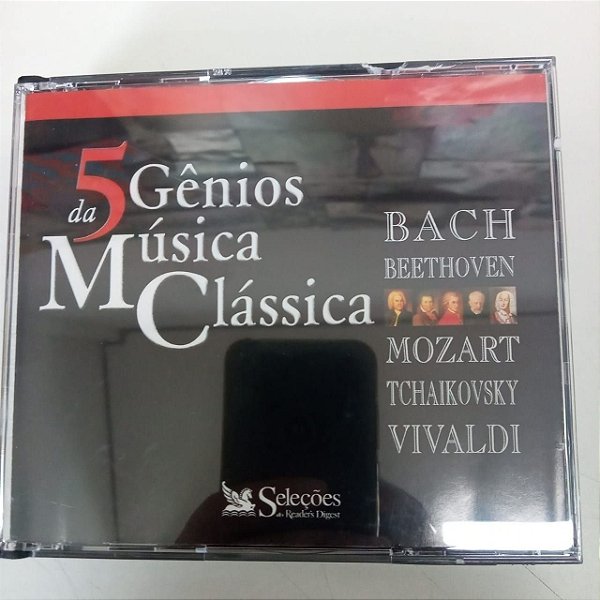 5 Gênios
da Música
Clássica
BACH
BEETHOVEN
MOZART
TCHAIKOVSKY
VIVALDI
Seleções
do Reader's Digest